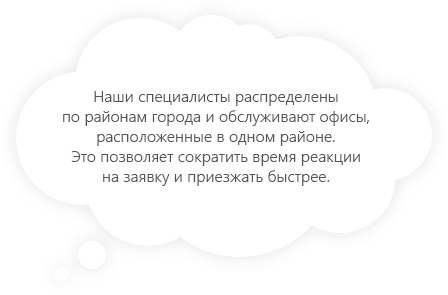 Наши специалисты распределены
по районам города и обслуживают офисы,
расположенные в одном районе.
Это позволяет сократить время реакции
на заявку и приезжать быстрее.